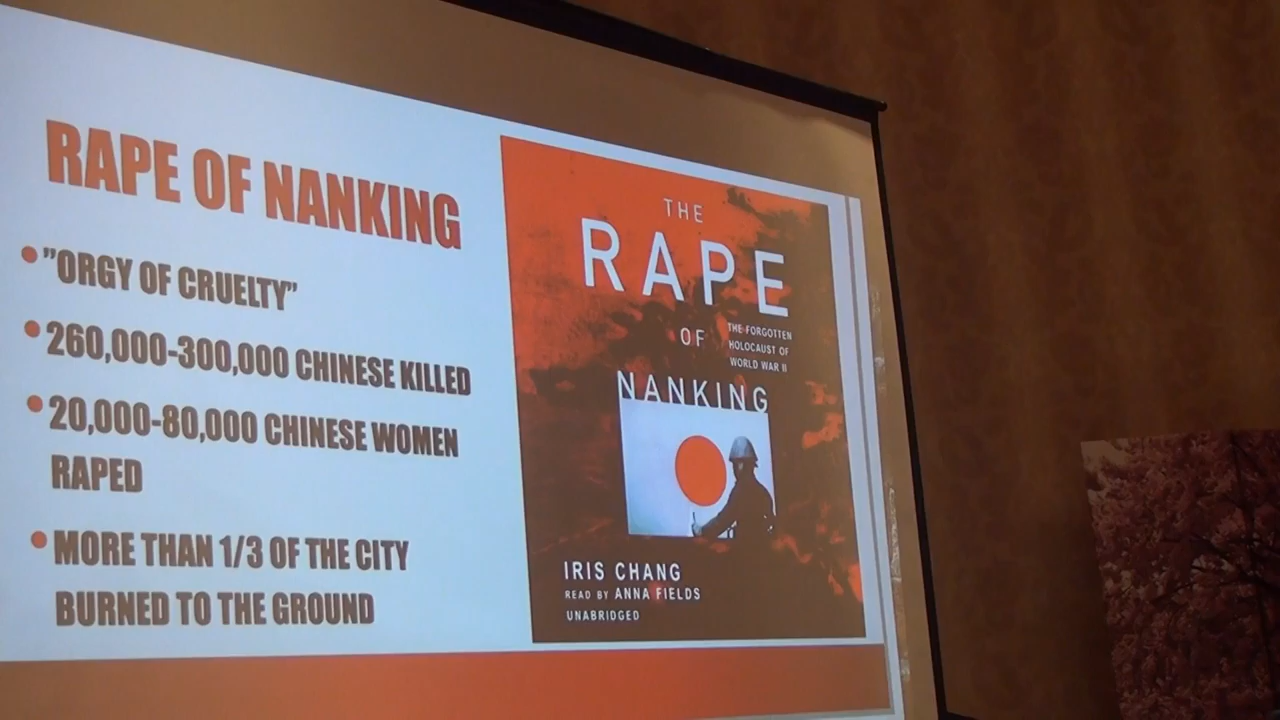 RAPE OF NANKING
•"ORGY OF CRUELTY"
•260,000-300,000 CHINESE KILLED
•20,000-80,000 CHINESE WOMEN
RAPED
•MORE THAN 1/3 OF THE CITY
BURNED TO THE GROUND
THE
RAPE
OF
THE FORGOTTEN
HOLOCAUST OF
WORLD WAR II
NANKING
IRIS CHANG
READ BY ANNA FIELDS
UNABRIDGED